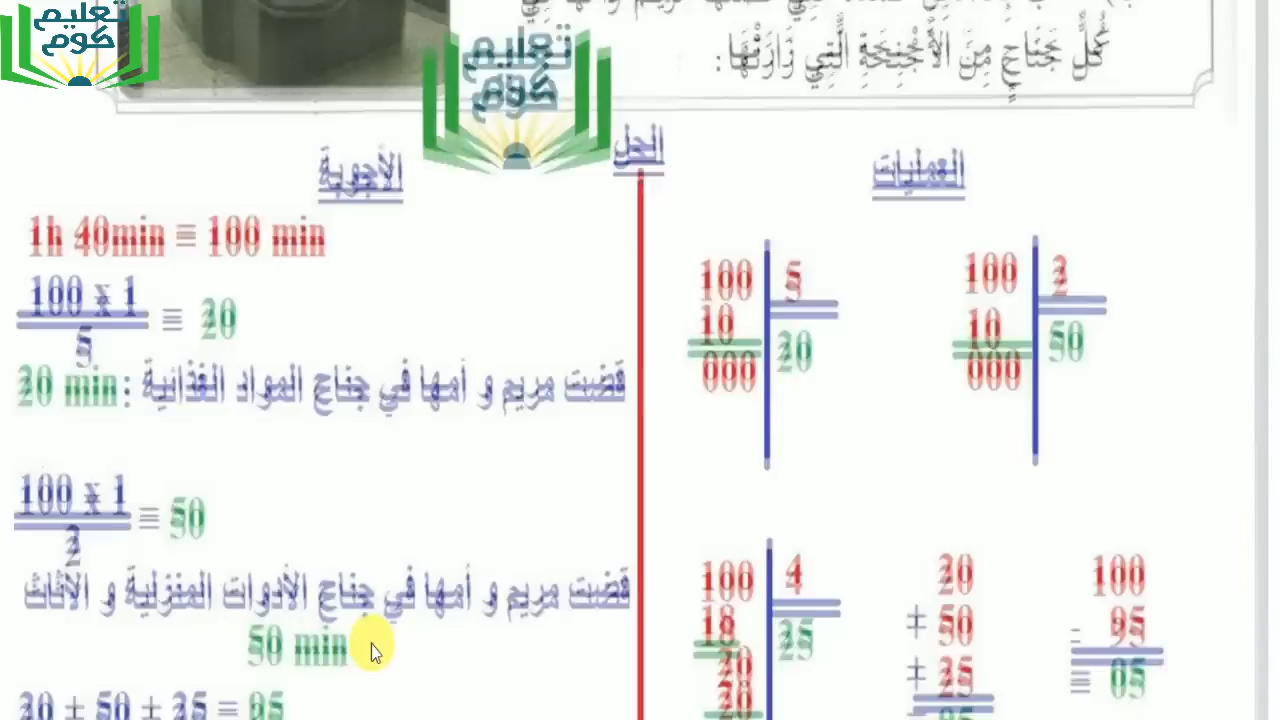 تعليم
كوم
تعليم
كوم
كُلِّ جَنَاحٍ مِنَ الْأَجْنِحَةِ الَّتِي زَارَتْهَا :
الحل
العمليات
الأجوبة
1h 40min = 100 min
100 x 1
5
= 20
قضت مريم و أمها في جناح المواد الغذائية : 20 min
100 x 1
2
= 50
قضت مريم و أمها في جناح الأدوات المنزلية و الأثاث
50 min
20 + 50 + 25 = 95
100 5
10 20
000
100 2
10 50
000
100 4
25
20
20
+ 50
+ 25
= 95
100
- 95
= 05